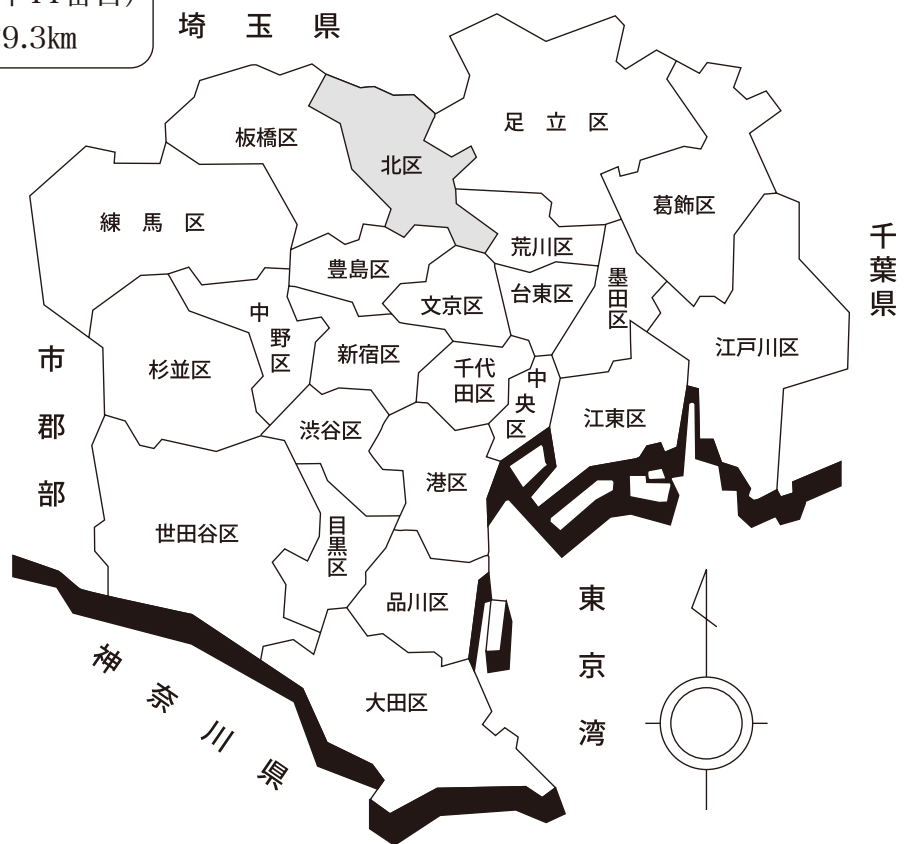 9.3km
埼玉県
足立区
板橋区
北区
葛飾区
練馬区
荒川区
千葉県
豊島区
墨田区
台東区
文京区
中野区
江戸川区
新宿区
市郡部
杉並区
千代
田区
中央区
江東区
渋谷区
港区
世田谷区
目黒区
品川区
東京湾
神奈川県
大田区